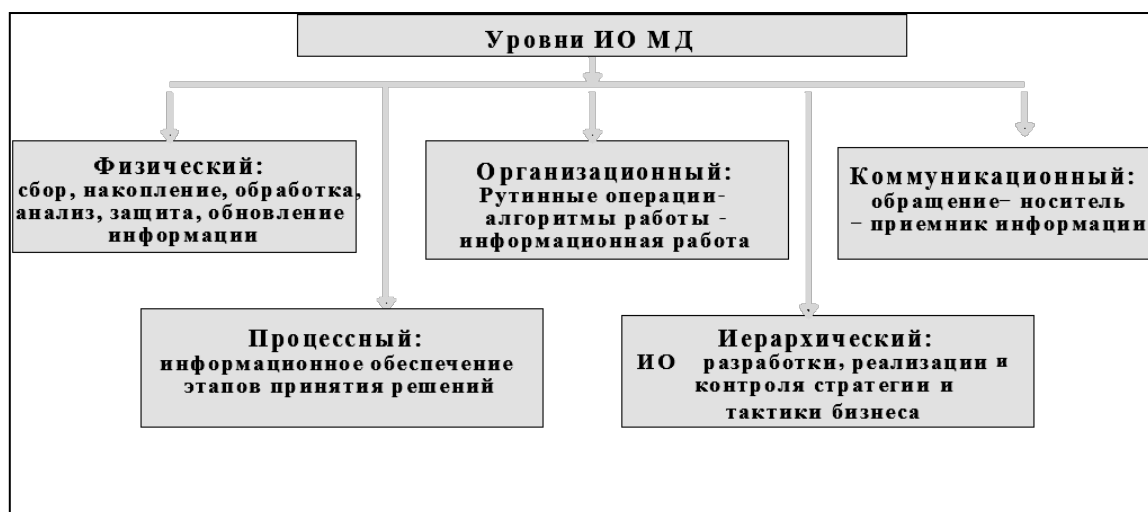 Уровни ИО МД
Физический:
сбор, накопление, обработка,
анализ, защита, обновление
информации
Организационный:
Рутинные операции-
алгоритмы работы -
информационная работа
Коммуникационный:
обращение– носитель
– приемник информации
Процессный:
информационное обеспечение
этапов принятия решений
Иерархический:
ИО разработки, реализации и
контроля стратегии и
тактики бизнеса